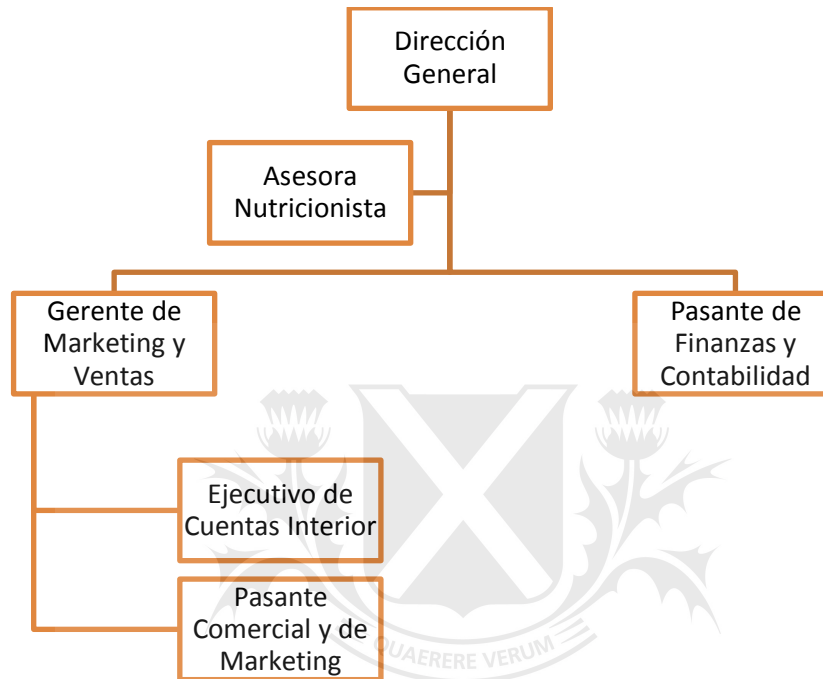 Dirección
General
Asesora
Nutricionista
Gerente de
Marketing y
Ventas
Pasante de
Finanzas y
Contabilidad
Ejecutivo de
Cuentas Interior
Pasante
Comercial y de
Marketing
QUAERERE VERUM